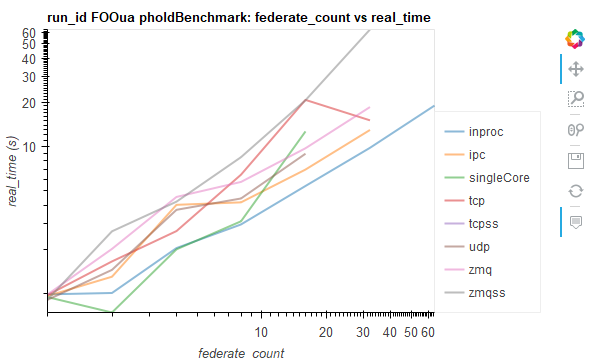 run_id FOOua pholdBenchmark: federate_count vs real_time
60
50
40
30
20
10
real_time (s)
10
20
30
40
50
60
federate_count
inproc
ipc
singleCore
tcp
tcpss
udp
zmq
zmqss